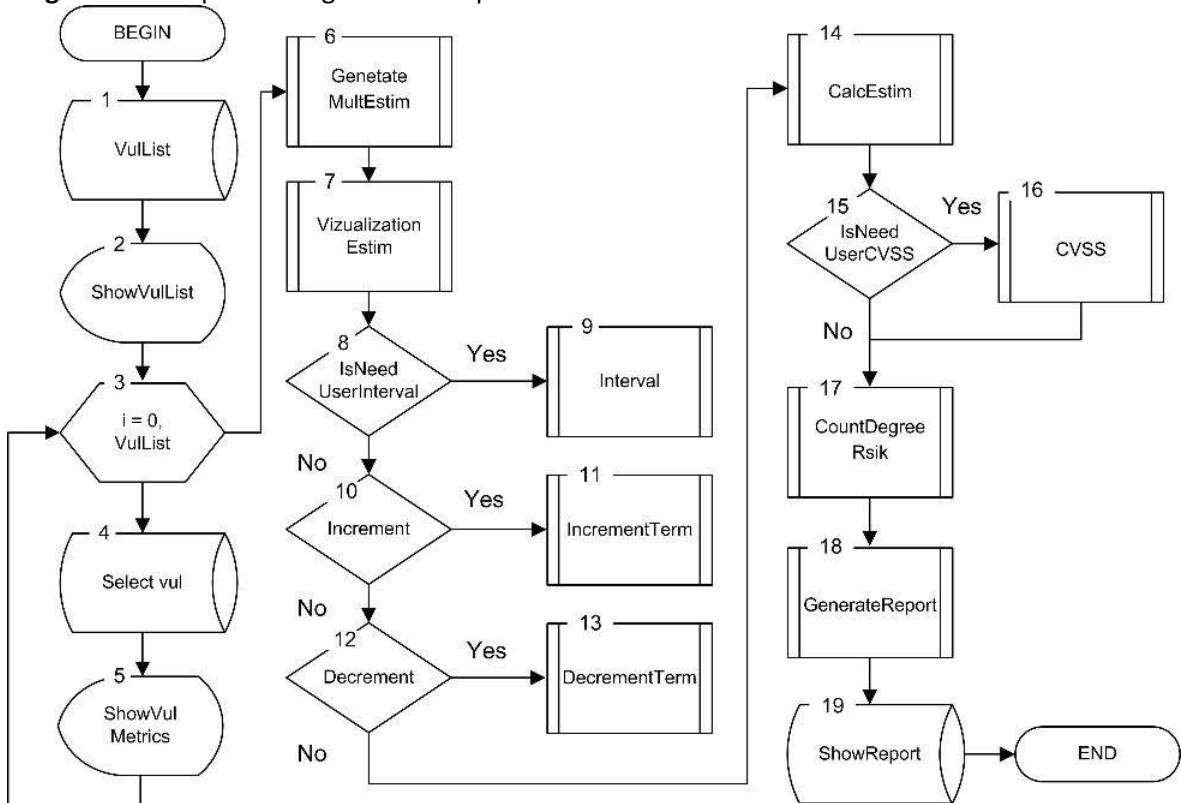 BEGIN
1
VulList
2
ShowVulList
3
i = 0,
VulList
4
Select vul
5
ShowVul
Metrics
6
Genetate
MultEstim
7
Vizualization
Estim
8
IsNeed
UserInterval
Yes
No
9
Interval
10
Increment
Yes
No
11
IncrementTerm
12
Decrement
Yes
No
13
DecrementTerm
14
CalcEstim
15
IsNeed
UserCVSS
Yes
No
16
CVSS
17
CountDegree
Rsik
18
GenerateReport
19
ShowReport
END